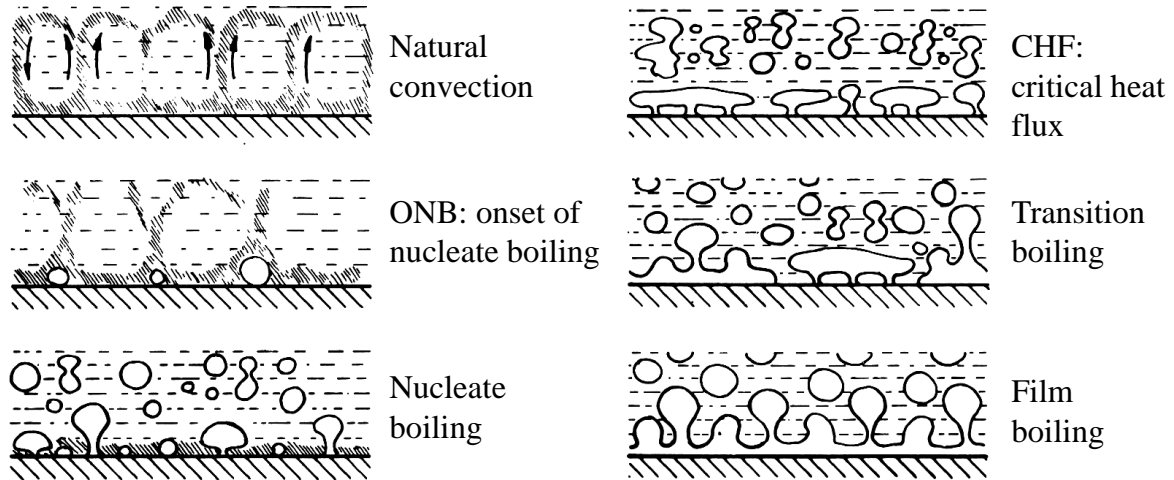 Natural
convection
ONB: onset of
nucleate boiling
Nucleate
boiling
CHF:
critical heat
flux
Transition
boiling
Film
boiling